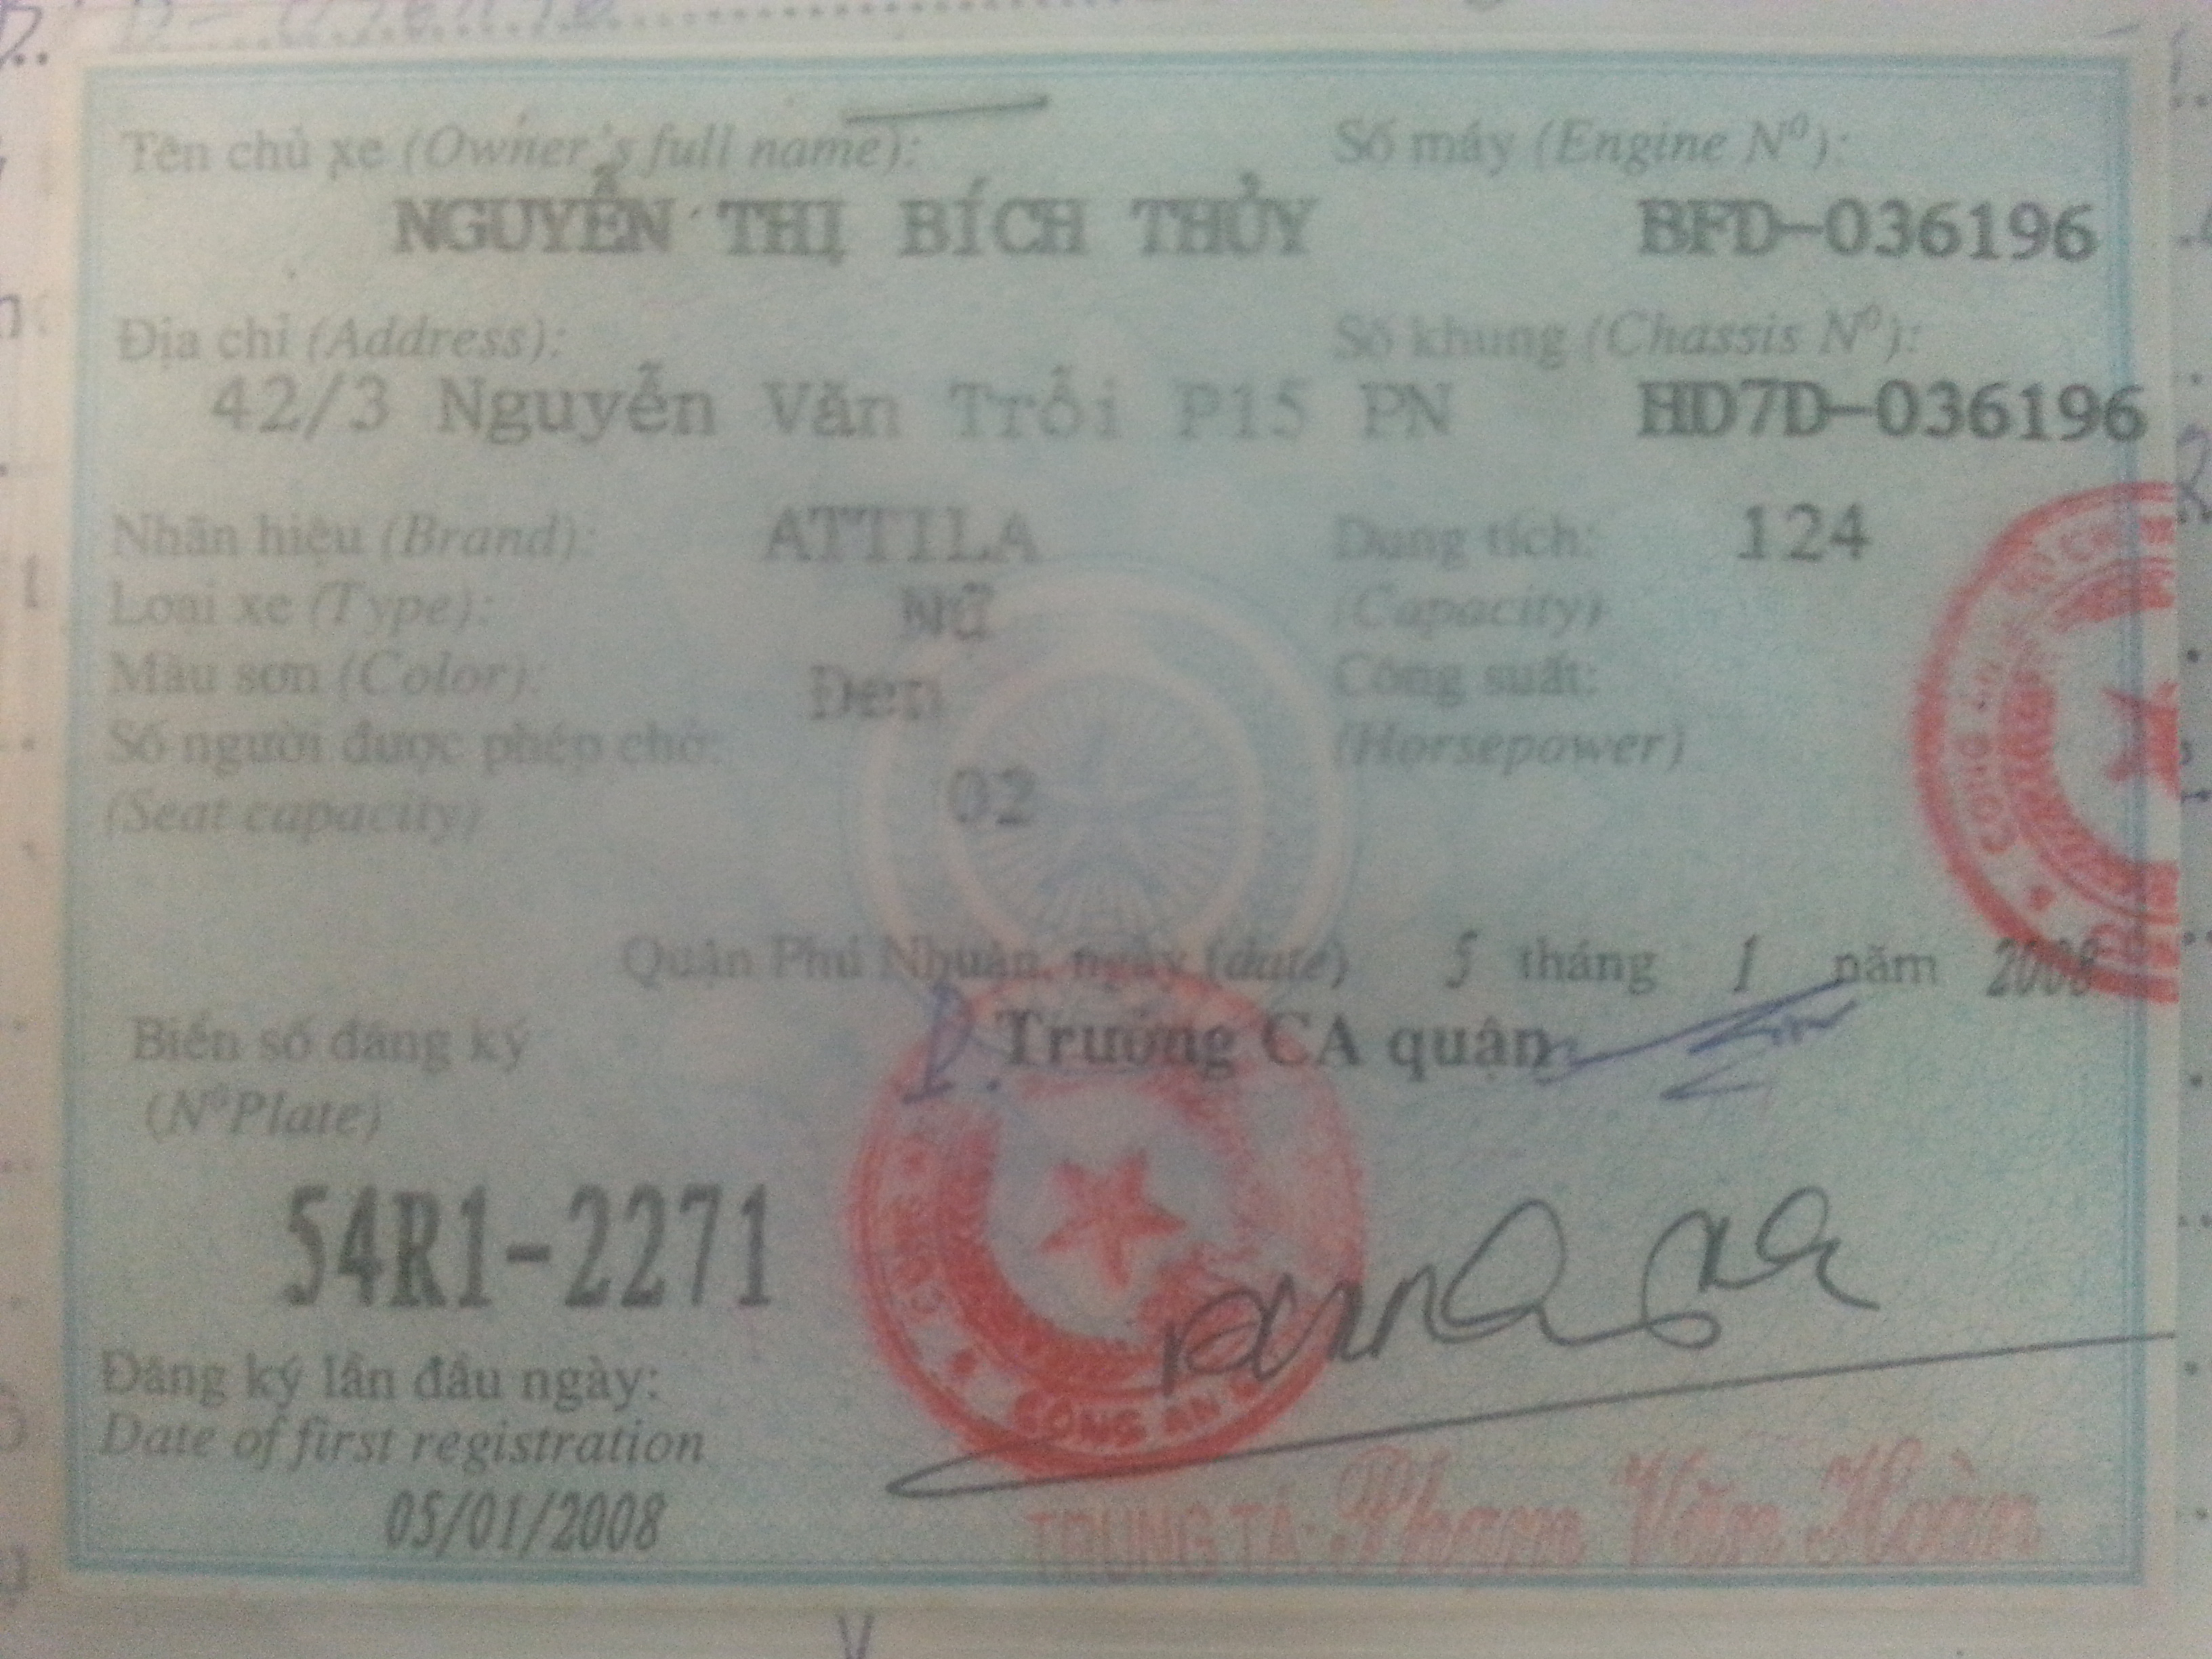 Tên chủ xe (Owner's full name):
NGUYỄN THỊ BÍCH THỦY
Số máy (Engine N⁰):
BFD-036196
Địa chỉ (Address):
42/3 Nguyễn Văn Trỗi P15 PN
Số khung (Chassis N⁰):
HD7D-036196
Nhãn hiệu (Brand): ATTILA
Loại xe (Type): Nữ
Màu sơn (Color): Đen
Số người được phép chở:
(Seat capacity) 02
Dung tích: 124
(Capacity)
Công suất:
(Horsepower)
Quận Phú Nhuận, ngày (date) 5 tháng 1 năm 2008
P. Trưởng CA quận
Biển số đăng ký
(N⁰Plate)
54R1-2271
Đăng ký lần đầu ngày:
Date of first registration
05/01/2008
CÔNG AN
TRUNG TÁ: Phạm Văn Hoàn